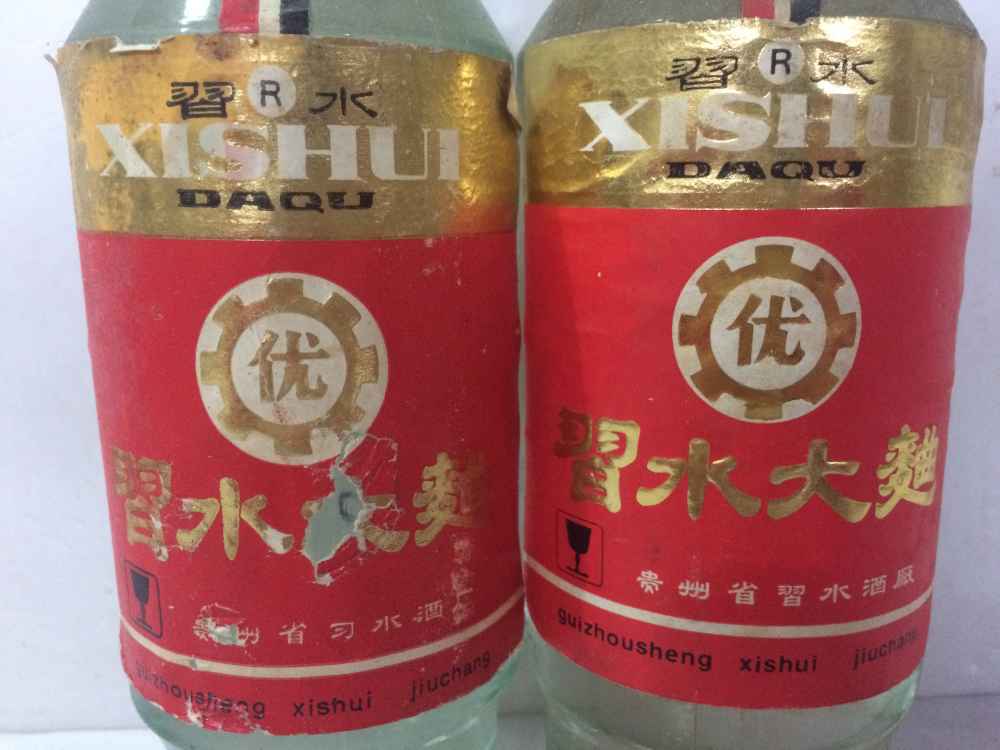 習 R 水
XISHUI
DAQU
优
習水大麯
贵州省习水酒
guizhousheng xishui jiuchang
習 R 水
XISHUI
DAQU
优
習水大麯
贵州省習水酒厰
guizhousheng xishui jiuchang